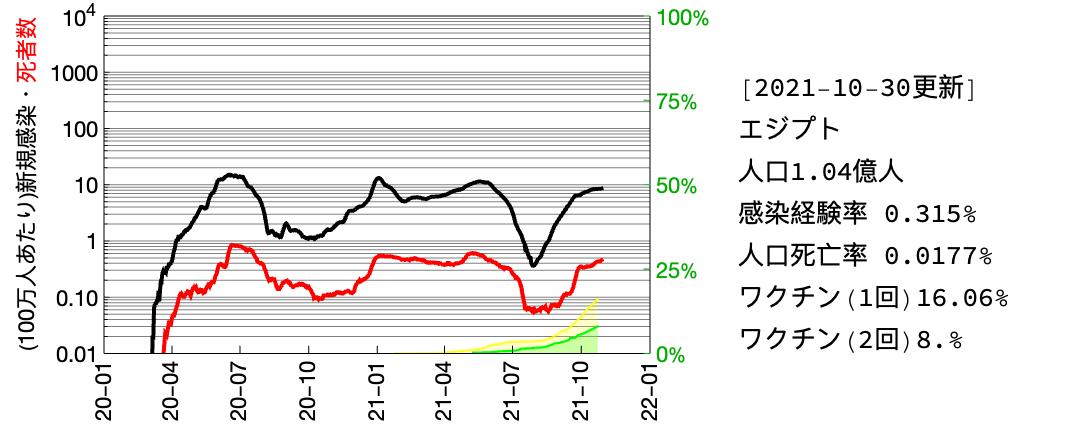 (100万人あたり)新規感染・死者数
10^4
1000
100
10
1
0.10
0.01
100%
75%
50%
25%
0%
20-01
20-04
20-07
20-10
21-01
21-04
21-07
21-10
22-01
[2021-10-30更新]
エジプト
人口1.04億人
感染経験率 0.315%
人口死亡率 0.0177%
ワクチン(1回)16.06%
ワクチン(2回)8.%